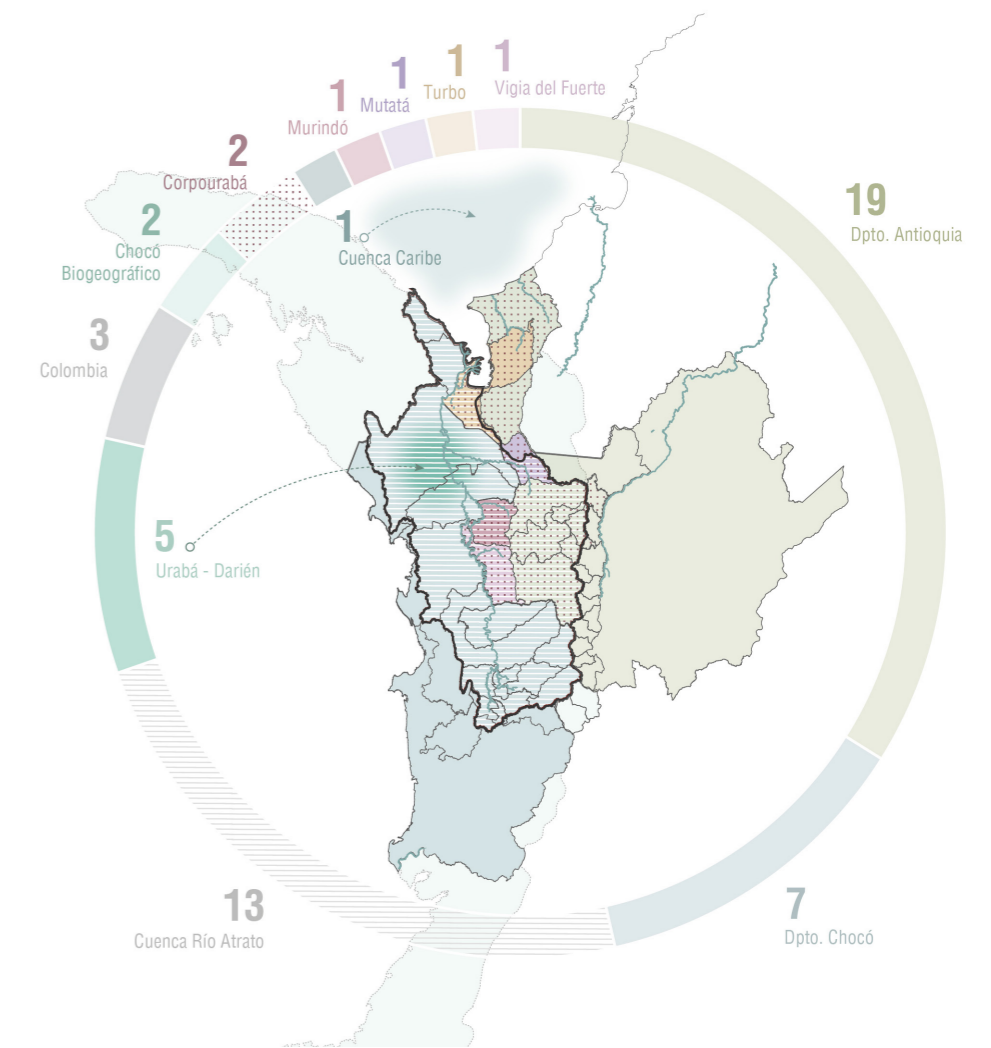 1
Vigia del Fuerte
1
Turbo
1
Mutatá
1
Murindó
2
Corpourabá
2
Chocó
Biogeográfico
1
Cuenca Caribe
3
Colombia
5
Urabá - Darién
13
Cuenca Río Atrato
7
Dpto. Chocó
19
Dpto. Antioquia